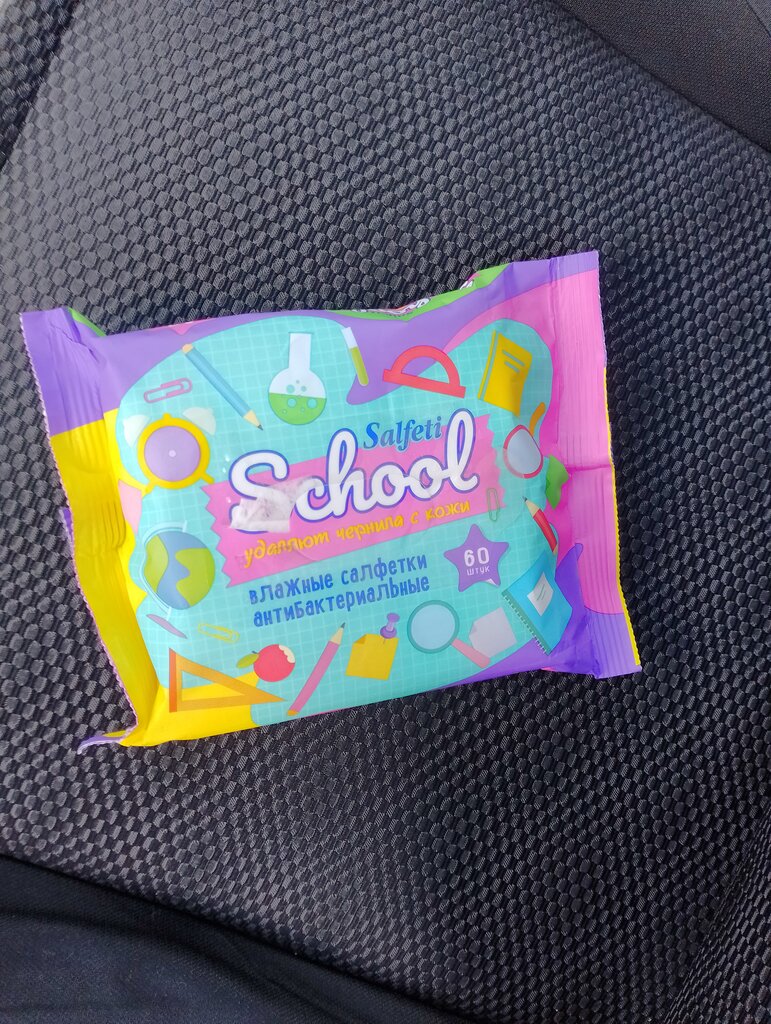 Salfeti
School
удаляют чернила с кожи
влажные салфетки
антибактериальные
60
штук